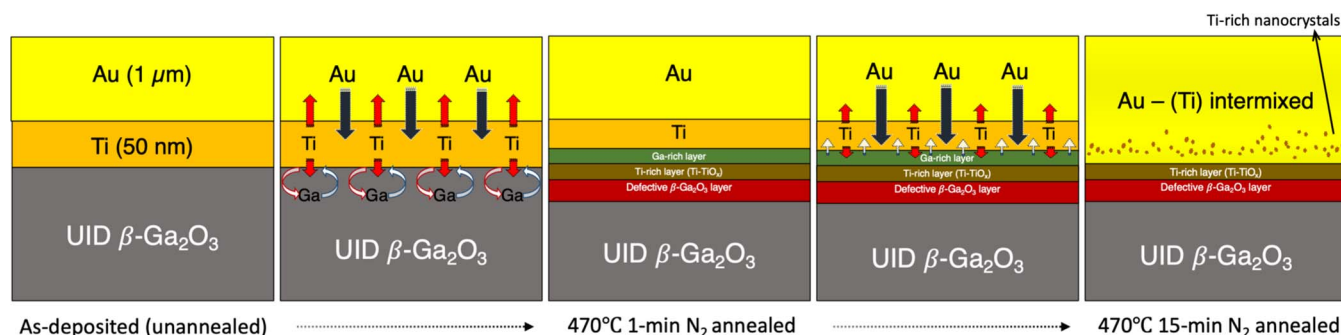 Ti-rich nanocrystals
Au (1 µm)
Ti (50 nm)
UID β-Ga₂O₃
Au Au Au
Ti Ti Ti Ti
Ga Ga Ga Ga
UID β-Ga₂O₃
Au
Ti
Ga-rich layer
Ti-rich layer (Ti-TiOₓ)
Defective β-Ga₂O₃ layer
UID β-Ga₂O₃
Au Au Au
Ti Ti Ti Ti
Ga-rich layer
Ti-rich layer (Ti-TiOₓ)
Defective β-Ga₂O₃ layer
UID β-Ga₂O₃
Au – (Ti) intermixed
Ti-rich layer (Ti-TiOₓ)
Defective β-Ga₂O₃ layer
UID β-Ga₂O₃
As-deposited (unannealed)
470°C 1-min N₂ annealed
470°C 15-min N₂ annealed